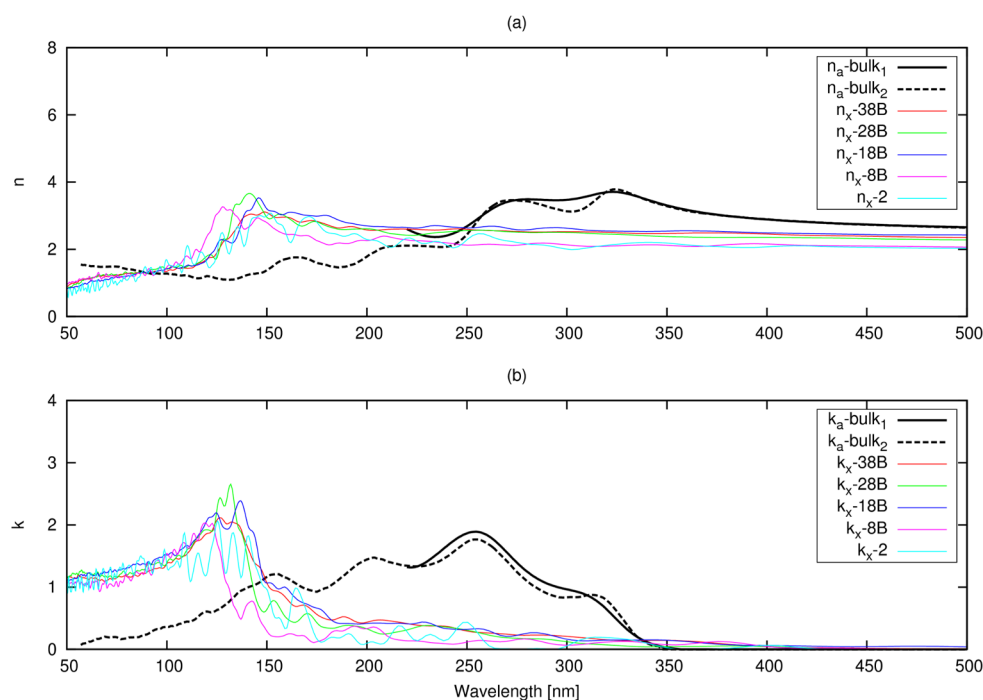 (a)
8
6
4
2
0
n
n_a-bulk_1
n_a-bulk_2
n_x-38B
n_x-28B
n_x-18B
n_x-8B
n_x-2
50 100 150 200 250 300 350 400 450 500
(b)
4
3
2
1
0
k
k_a-bulk_1
k_a-bulk_2
k_x-38B
k_x-28B
k_x-18B
k_x-8B
k_x-2
50 100 150 200 250 300 350 400 450 500
Wavelength [nm]